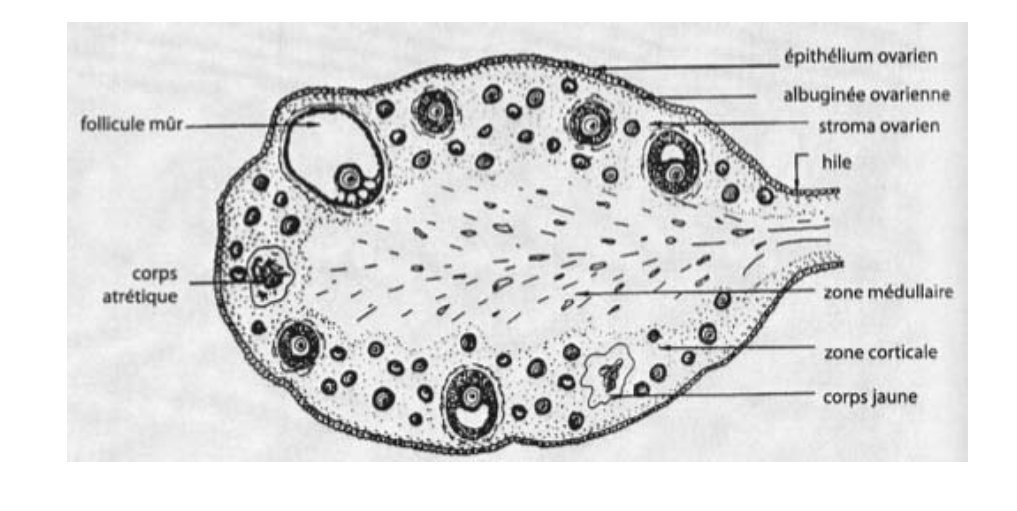 épithélium ovarien
albuginée ovarienne
follicule mûr
stroma ovarien
hile
corps
atrétique
zone médullaire
zone corticale
corps jaune